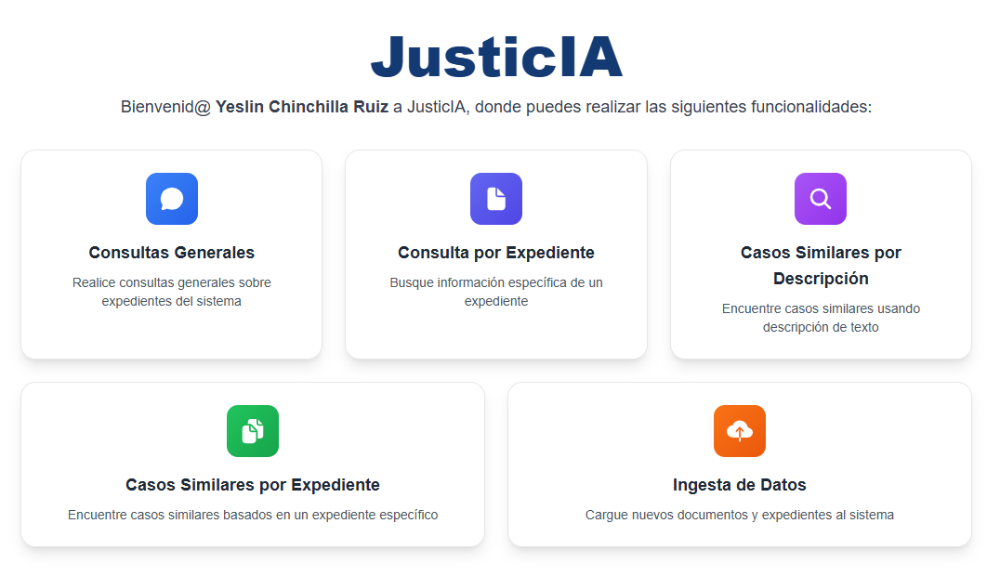 JusticIA
Bienvenid@ Yeslin Chinchilla Ruiz a JusticIA, donde puedes realizar las siguientes funcionalidades:
Consultas Generales
Realice consultas generales sobre
expedientes del sistema
Consulta por Expediente
Busque información específica de un
expediente
Casos Similares por
Descripción
Encuentre casos similares usando
descripción de texto
Casos Similares por Expediente
Encuentre casos similares basados en un expediente específico
Ingesta de Datos
Cargue nuevos documentos y expedientes al sistema